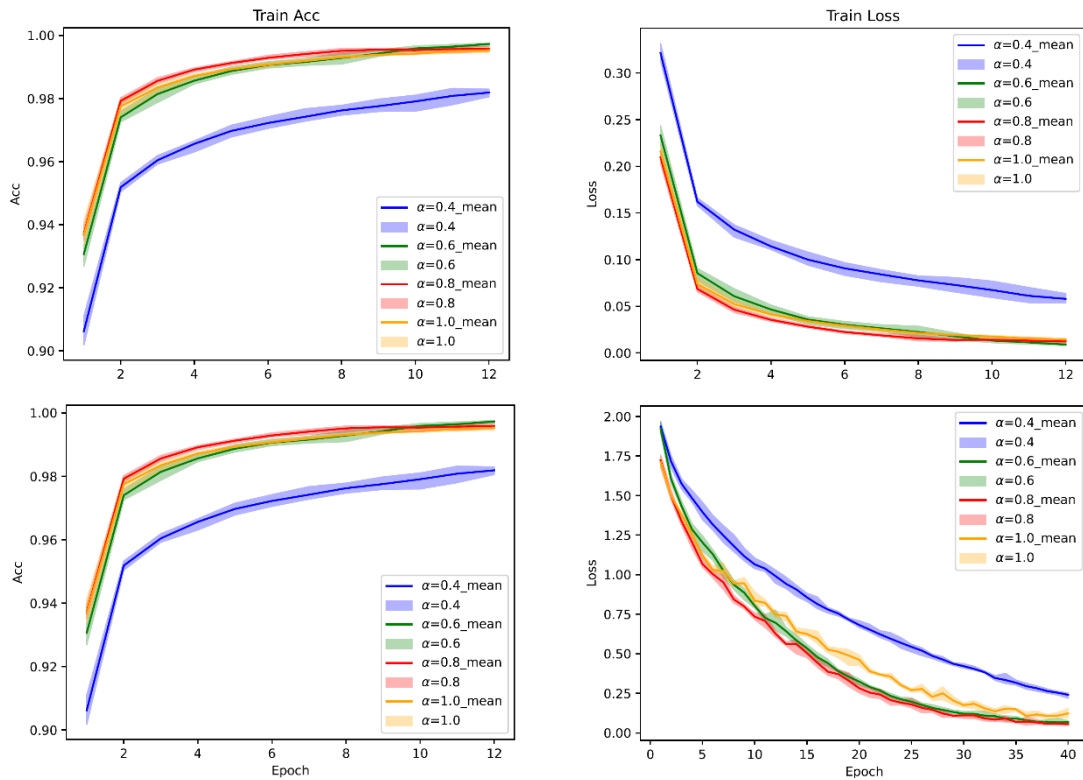 Train Acc
1.00
0.98
0.96
0.94
0.92
0.90
Acc
2
4
6
8
10
12
α=0.4_mean
α=0.4
α=0.6_mean
α=0.6
α=0.8_mean
α=0.8
α=1.0_mean
α=1.0
Train Loss
0.30
0.25
0.20
0.15
0.10
0.05
0.00
Loss
2
4
6
8
10
12
α=0.4_mean
α=0.4
α=0.6_mean
α=0.6
α=0.8_mean
α=0.8
α=1.0_mean
α=1.0
1.00
0.98
0.96
0.94
0.92
0.90
Acc
2
4
6
8
10
12
Epoch
α=0.4_mean
α=0.4
α=0.6_mean
α=0.6
α=0.8_mean
α=0.8
α=1.0_mean
α=1.0
2.00
1.75
1.50
1.25
1.00
0.75
0.50
0.25
0.00
Loss
0
5
10
15
20
25
30
35
40
Epoch
α=0.4_mean
α=0.4
α=0.6_mean
α=0.6
α=0.8_mean
α=0.8
α=1.0_mean
α=1.0